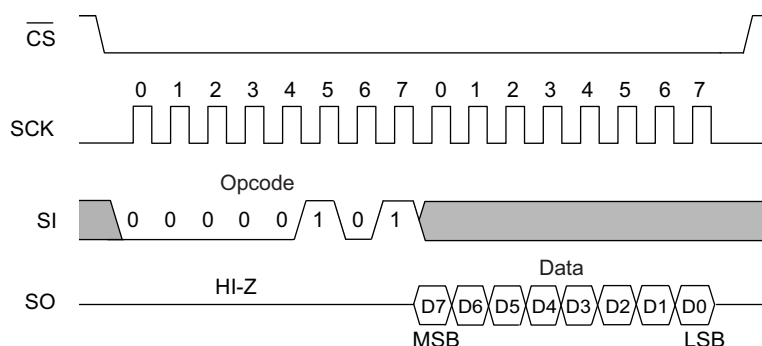 CS
0 1 2 3 4 5 6 7 0 1 2 3 4 5 6 7
SCK
Opcode
SI 0 0 0 0 0 1 0 1
Data
HI-Z
SO D7 D6 D5 D4 D3 D2 D1 D0
MSB LSB